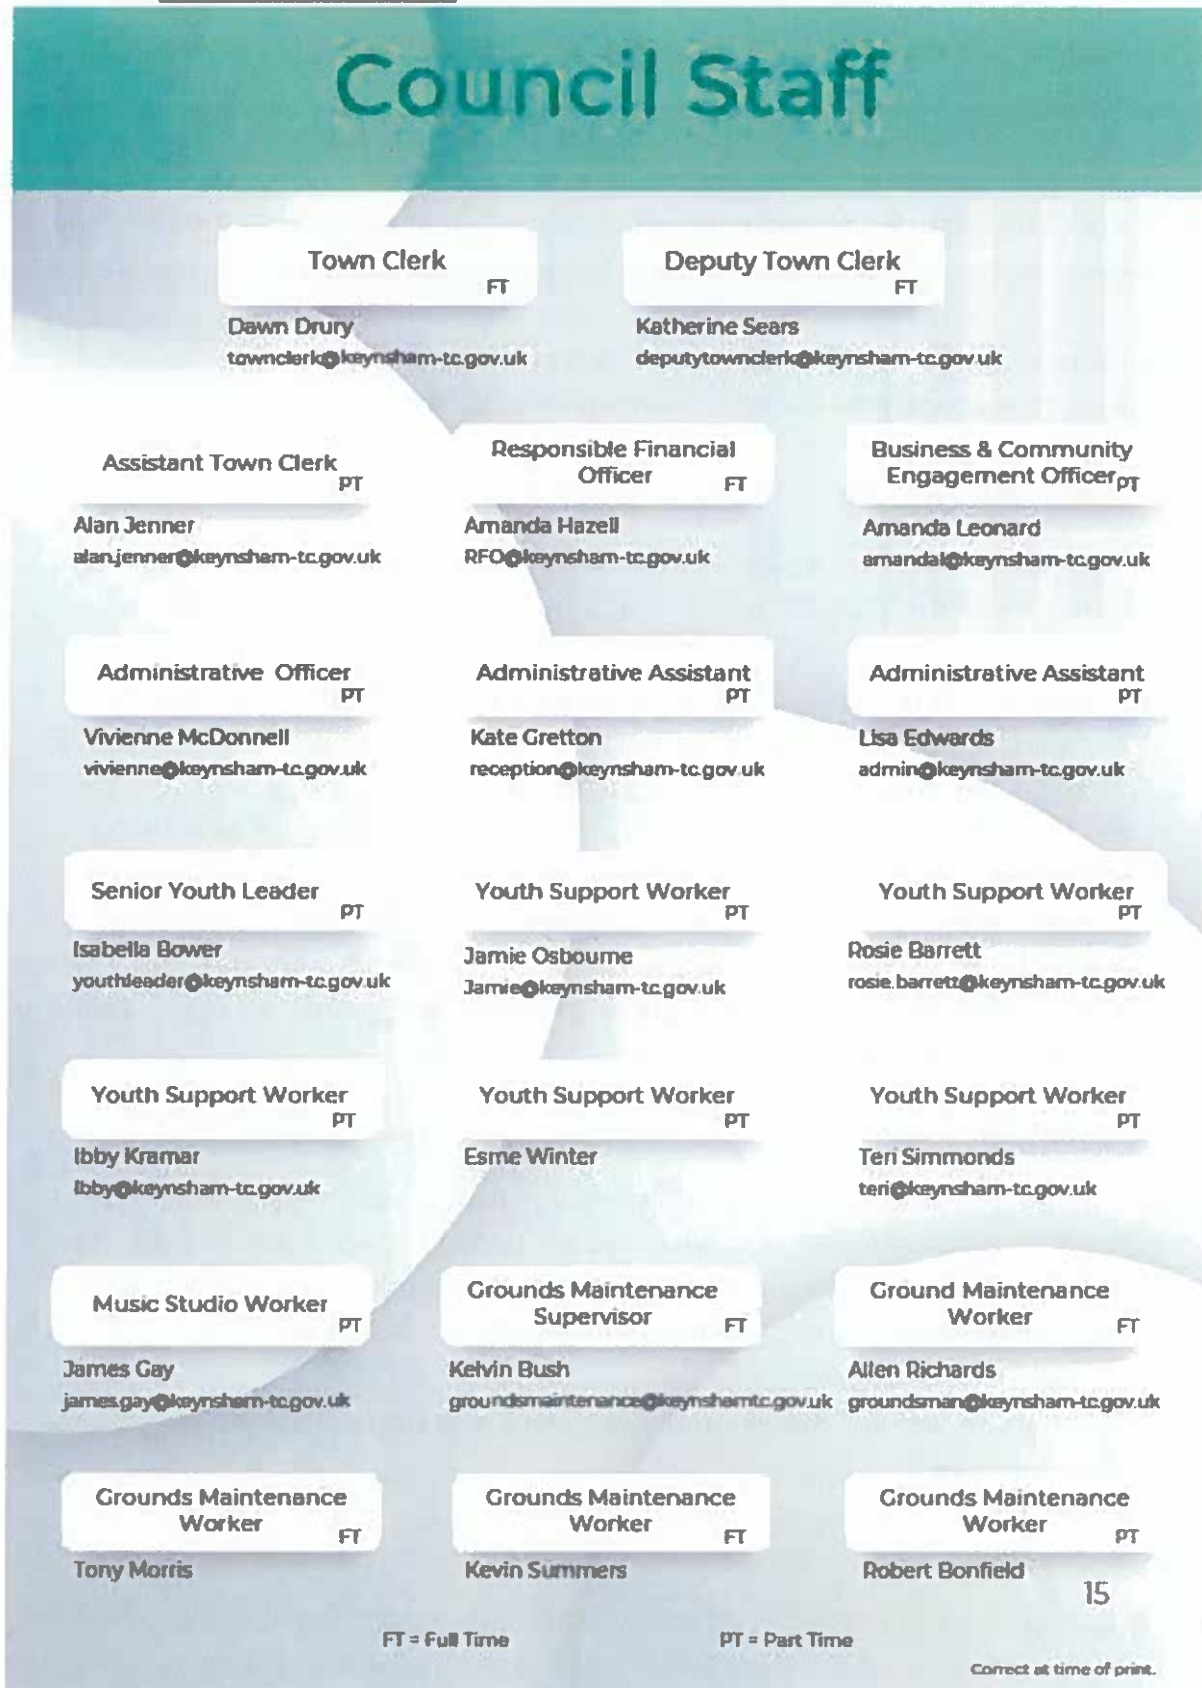 Council Staff
Town Clerk
FT
Dawn Drury
townclerk@keynsham-tc.gov.uk
Deputy Town Clerk
FT
Katherine Sears
deputytownclerk@keynsham-tc.gov.uk
Assistant Town Clerk
PT
Alan Jenner
alan.jenner@keynsham-tc.gov.uk
Responsible Financial
Officer
FT
Amanda Hazell
RFO@keynsham-tc.gov.uk
Business & Community
Engagement Officer
PT
Amanda Leonard
amandal@keynsham-tc.gov.uk
Administrative Officer
PT
Vivienne McDonnell
vivienne@keynsham-tc.gov.uk
Administrative Assistant
PT
Kate Gretton
reception@keynsham-tc.gov.uk
Administrative Assistant
PT
Lisa Edwards
admin@keynsham-tc.gov.uk
Senior Youth Leader
PT
Isabella Bower
youthleader@keynsham-tc.gov.uk
Youth Support Worker
PT
Jamie Osbourne
Jamie@keynsham-tc.gov.uk
Youth Support Worker
PT
Rosie Barrett
rosie.barrett@keynsham-tc.gov.uk
Youth Support Worker
PT
Ibby Kramar
Ibby@keynsham-tc.gov.uk
Youth Support Worker
PT
Esme Winter
Youth Support Worker
PT
Teri Simmonds
teri@keynsham-tc.gov.uk
Music Studio Worker
PT
James Gay
james.gay@keynsham-tc.gov.uk
Grounds Maintenance
Supervisor
FT
Kelvin Bush
groundsmaintenance@keynshamtc.gov.uk
Ground Maintenance
Worker
FT
Allen Richards
groundsman@keynsham-tc.gov.uk
Grounds Maintenance
Worker
FT
Tony Morris
Grounds Maintenance
Worker
FT
Kevin Summers
Grounds Maintenance
Worker
PT
Robert Bonfield
15
FT = Full Time
PT = Part Time
Correct at time of print.